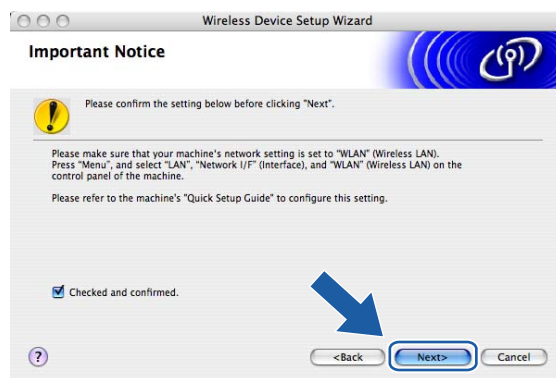 Wireless Device Setup Wizard
Important Notice
Please confirm the setting below before clicking "Next".
Please make sure that your machine's network setting is set to "WLAN" (Wireless LAN).
Press "Menu", and select "LAN", "Network I/F" (Interface), and "WLAN" (Wireless LAN) on the
control panel of the machine.
Please refer to the machine's "Quick Setup Guide" to configure this setting.
Checked and confirmed.
?
<Back Next> Cancel